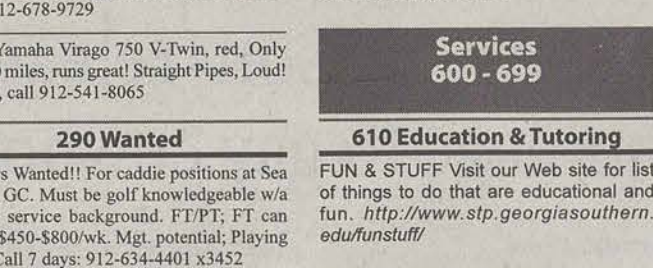 12-678-9729
Yamaha Virago 750 V-Twin, red, Only
miles, runs great! Straight Pipes, Loud!
, call 912-541-8065
290 Wanted
s Wanted!! For caddie positions at Sea
GC. Must be golf knowledgeable w/a
service background. FT/PT; FT can
$450-$800/wk. Mgt. potential; Playing
Call 7 days: 912-634-4401 x3452
Services
600 - 699
610 Education & Tutoring
FUN & STUFF Visit our Web site for list
of things to do that are educational and
fun. http://www.stp.georgiasouthern.
edu/funstuff/